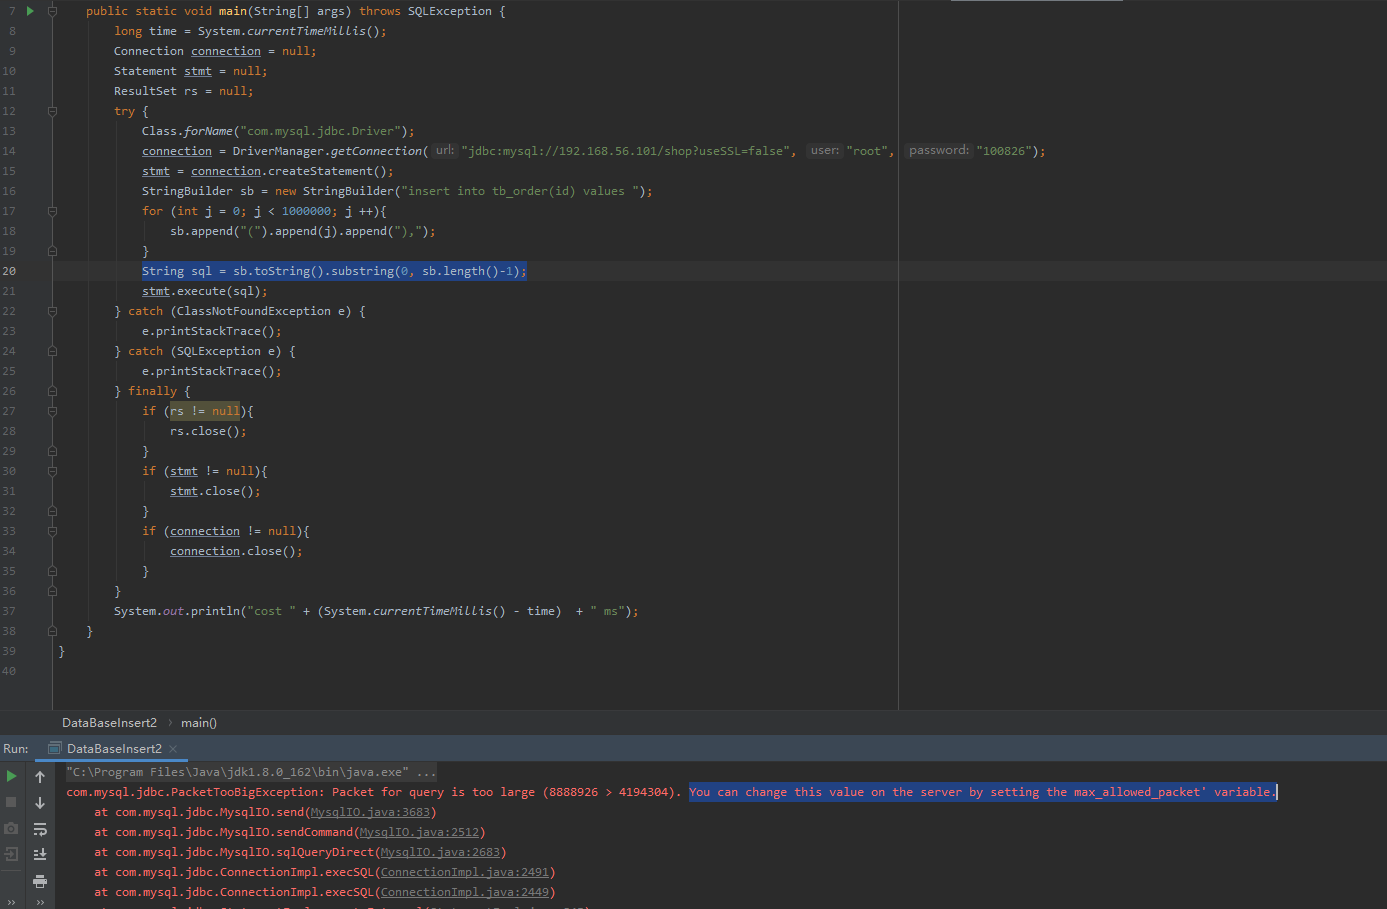 7 public static void main(String[] args) throws SQLException {
8 long time = System.currentTimeMillis();
9 Connection connection = null;
10 Statement stmt = null;
11 ResultSet rs = null;
12 try {
13 Class.forName("com.mysql.jdbc.Driver");
14 connection = DriverManager.getConnection( url: "jdbc:mysql://192.168.56.101/shop?useSSL=false", user: "root", password: "100826");
15 stmt = connection.createStatement();
16 StringBuilder sb = new StringBuilder("insert into tb_order(id) values ");
17 for (int j = 0; j < 1000000; j ++){
18 sb.append("(").append(j).append("),");
19 }
20 String sql = sb.toString().substring(0, sb.length()-1);
21 stmt.execute(sql);
22 } catch (ClassNotFoundException e) {
23 e.printStackTrace();
24 } catch (SQLException e) {
25 e.printStackTrace();
26 } finally {
27 if (rs != null){
28 rs.close();
29 }
30 if (stmt != null){
31 stmt.close();
32 }
33 if (connection != null){
34 connection.close();
35 }
36 }
37 System.out.println("cost " + (System.currentTimeMillis() - time)  + " ms");
38 }
39 }
40
DataBaseInsert2 › main()
Run: DataBaseInsert2 ×
"C:\Program Files\Java\jdk1.8.0_162\bin\java.exe" ...
com.mysql.jdbc.PacketTooBigException: Packet for query is too large (8888926 > 4194304). You can change this value on the server by setting the max_allowed_packet' variable.
at com.mysql.jdbc.MysqlIO.send(MysqlIO.java:3683)
at com.mysql.jdbc.MysqlIO.sendCommand(MysqlIO.java:2512)
at com.mysql.jdbc.MysqlIO.sqlQueryDirect(MysqlIO.java:2683)
at com.mysql.jdbc.ConnectionImpl.execSQL(ConnectionImpl.java:2491)
at com.mysql.jdbc.ConnectionImpl.execSQL(ConnectionImpl.java:2449)